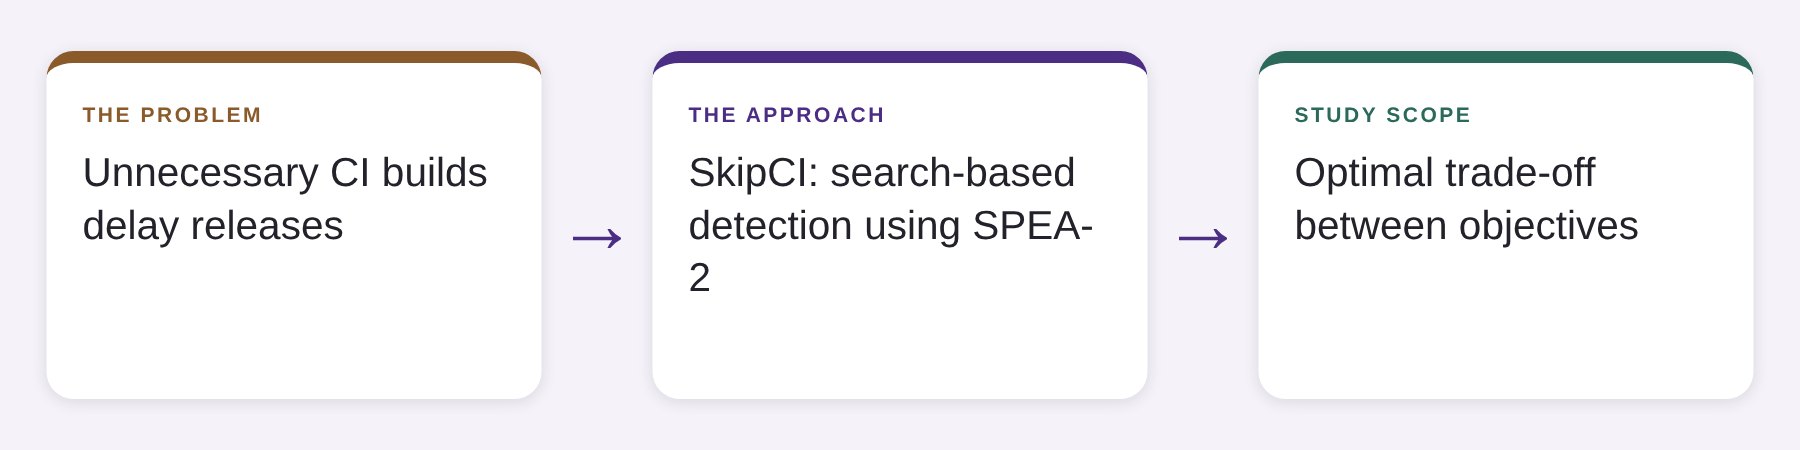 THE PROBLEM
Unnecessary CI builds
delay releases
→
THE APPROACH
SkipCI: search-based
detection using SPEA-
2
→
STUDY SCOPE
Optimal trade-off
between objectives